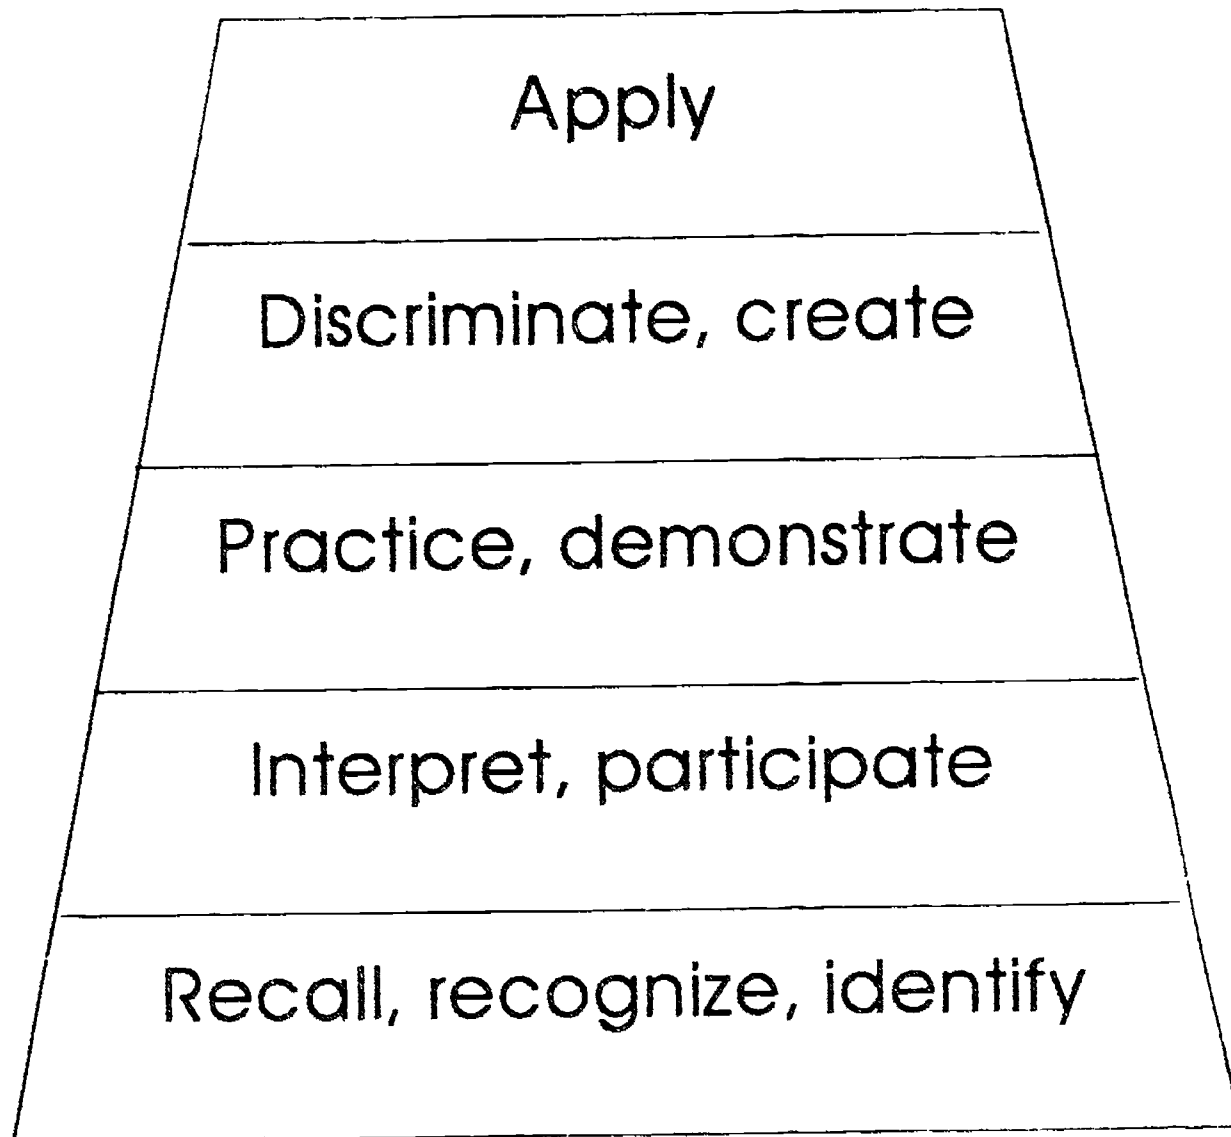 Apply
Discriminate, create
Practice, demonstrate
Interpret, participate
Recall, recognize, identify